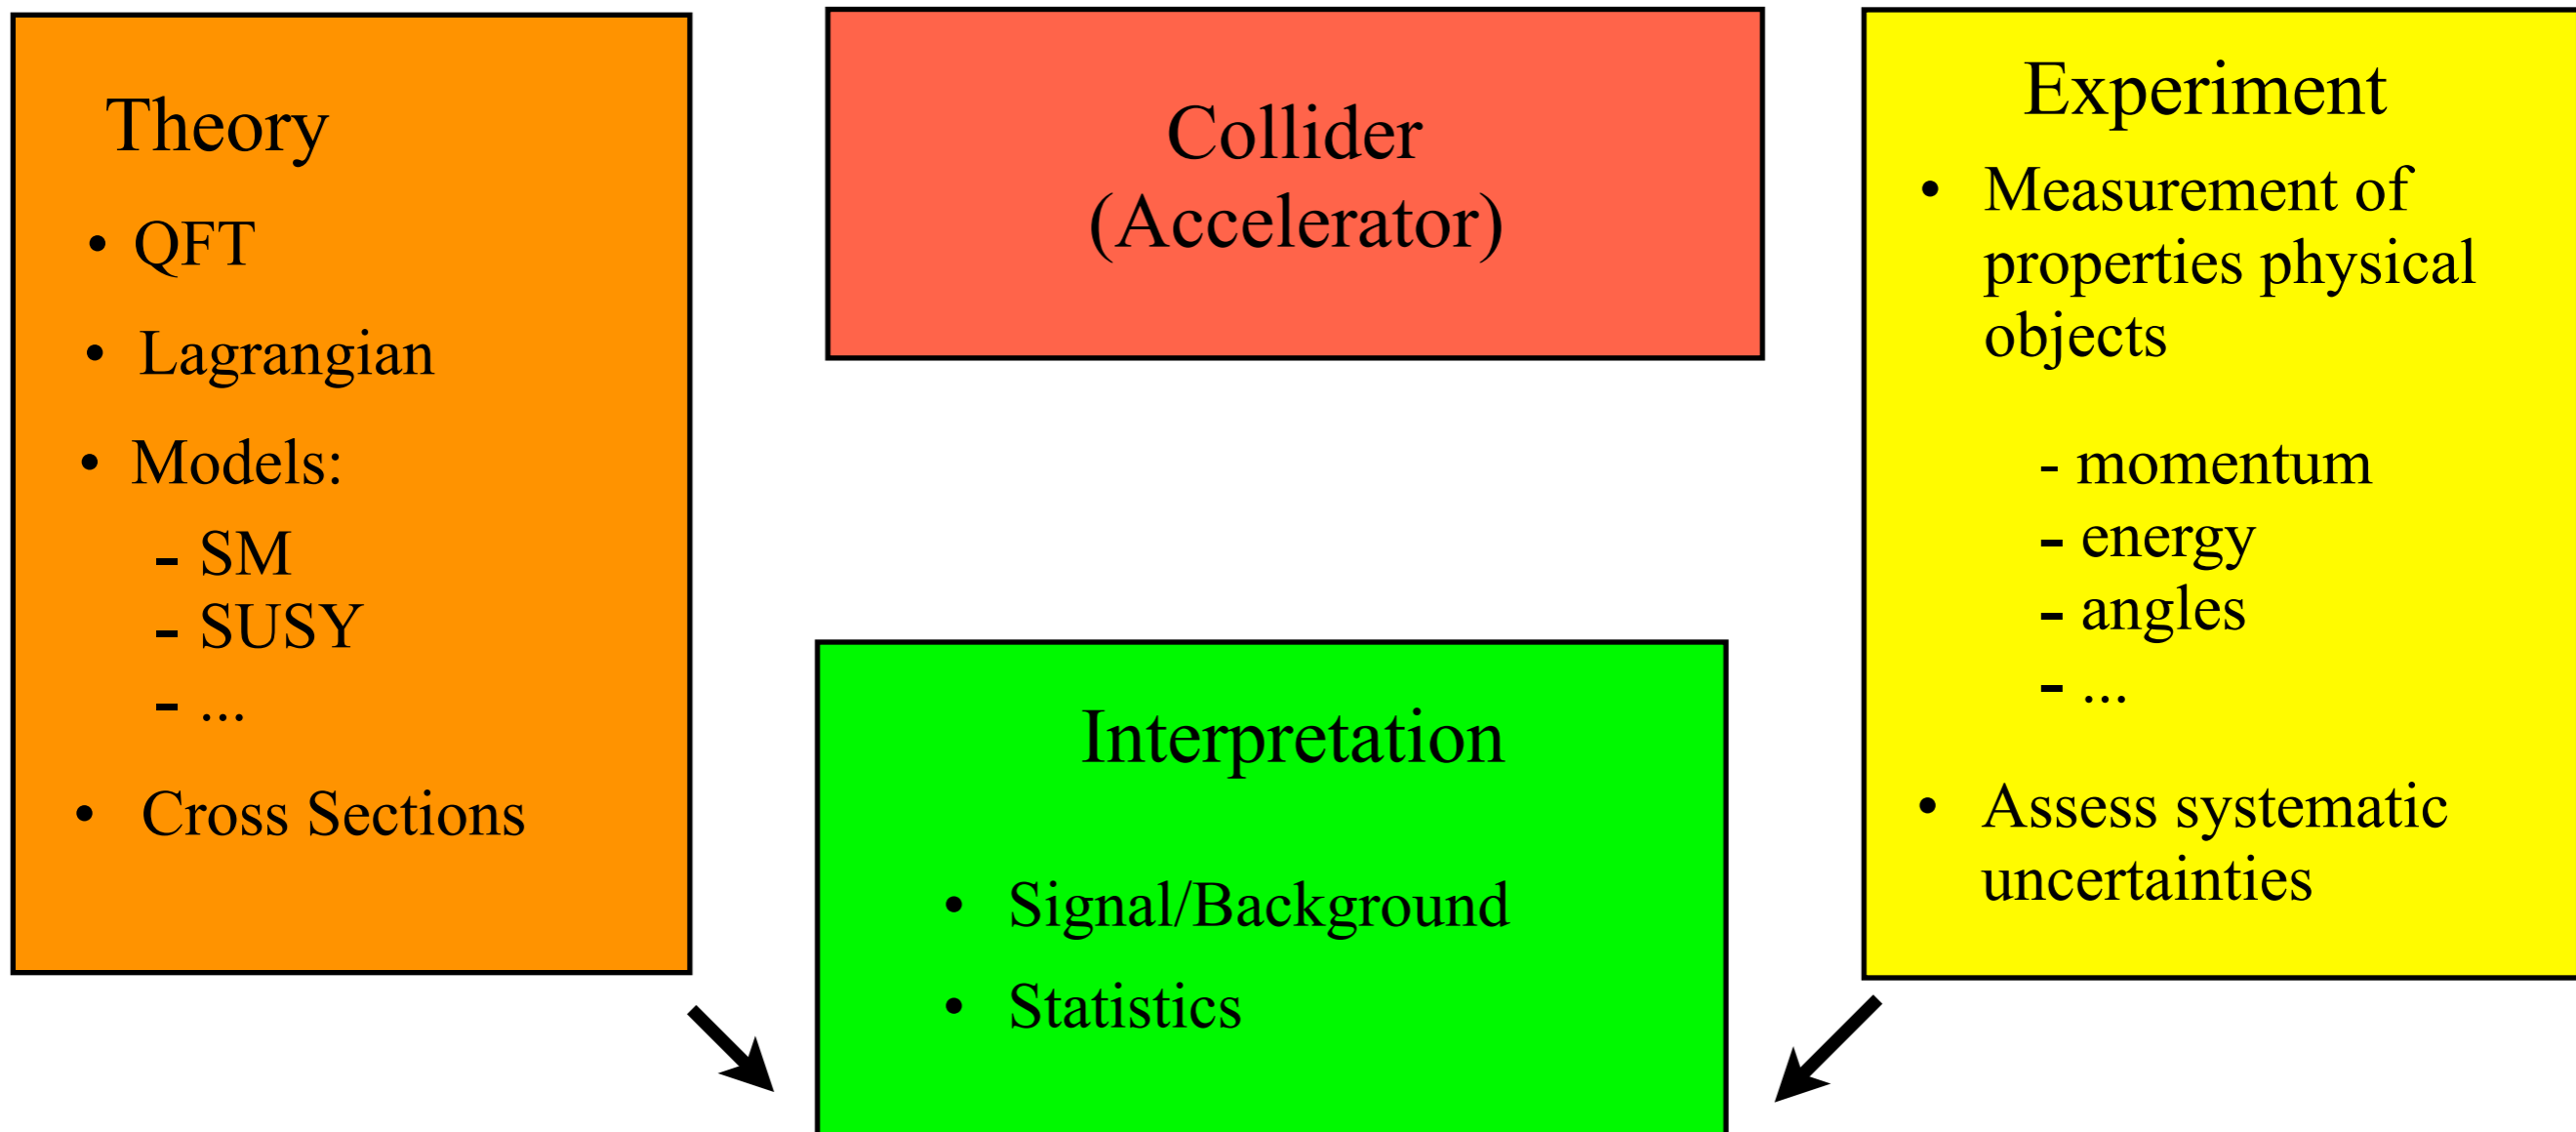 Theory
• QFT
• Lagrangian
• Models:
- SM
- SUSY
- ...
• Cross Sections
Collider
(Accelerator)
Experiment
• Measurement of
properties physical
objects
- momentum
- energy
- angles
- ...
• Assess systematic
uncertainties
Interpretation
• Signal/Background
• Statistics